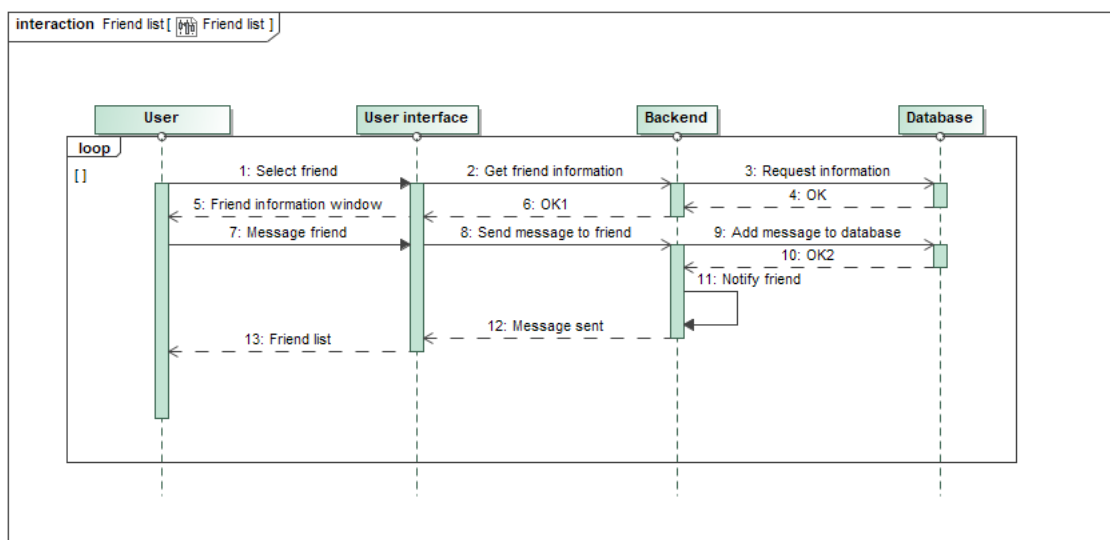 interaction Friend list [ Friend list ]
User
User interface
Backend
Database
loop
[ ]
1: Select friend
2: Get friend information
3: Request information
4: OK
5: Friend information window
6: OK1
7: Message friend
8: Send message to friend
9: Add message to database
10: OK2
11: Notify friend
12: Message sent
13: Friend list